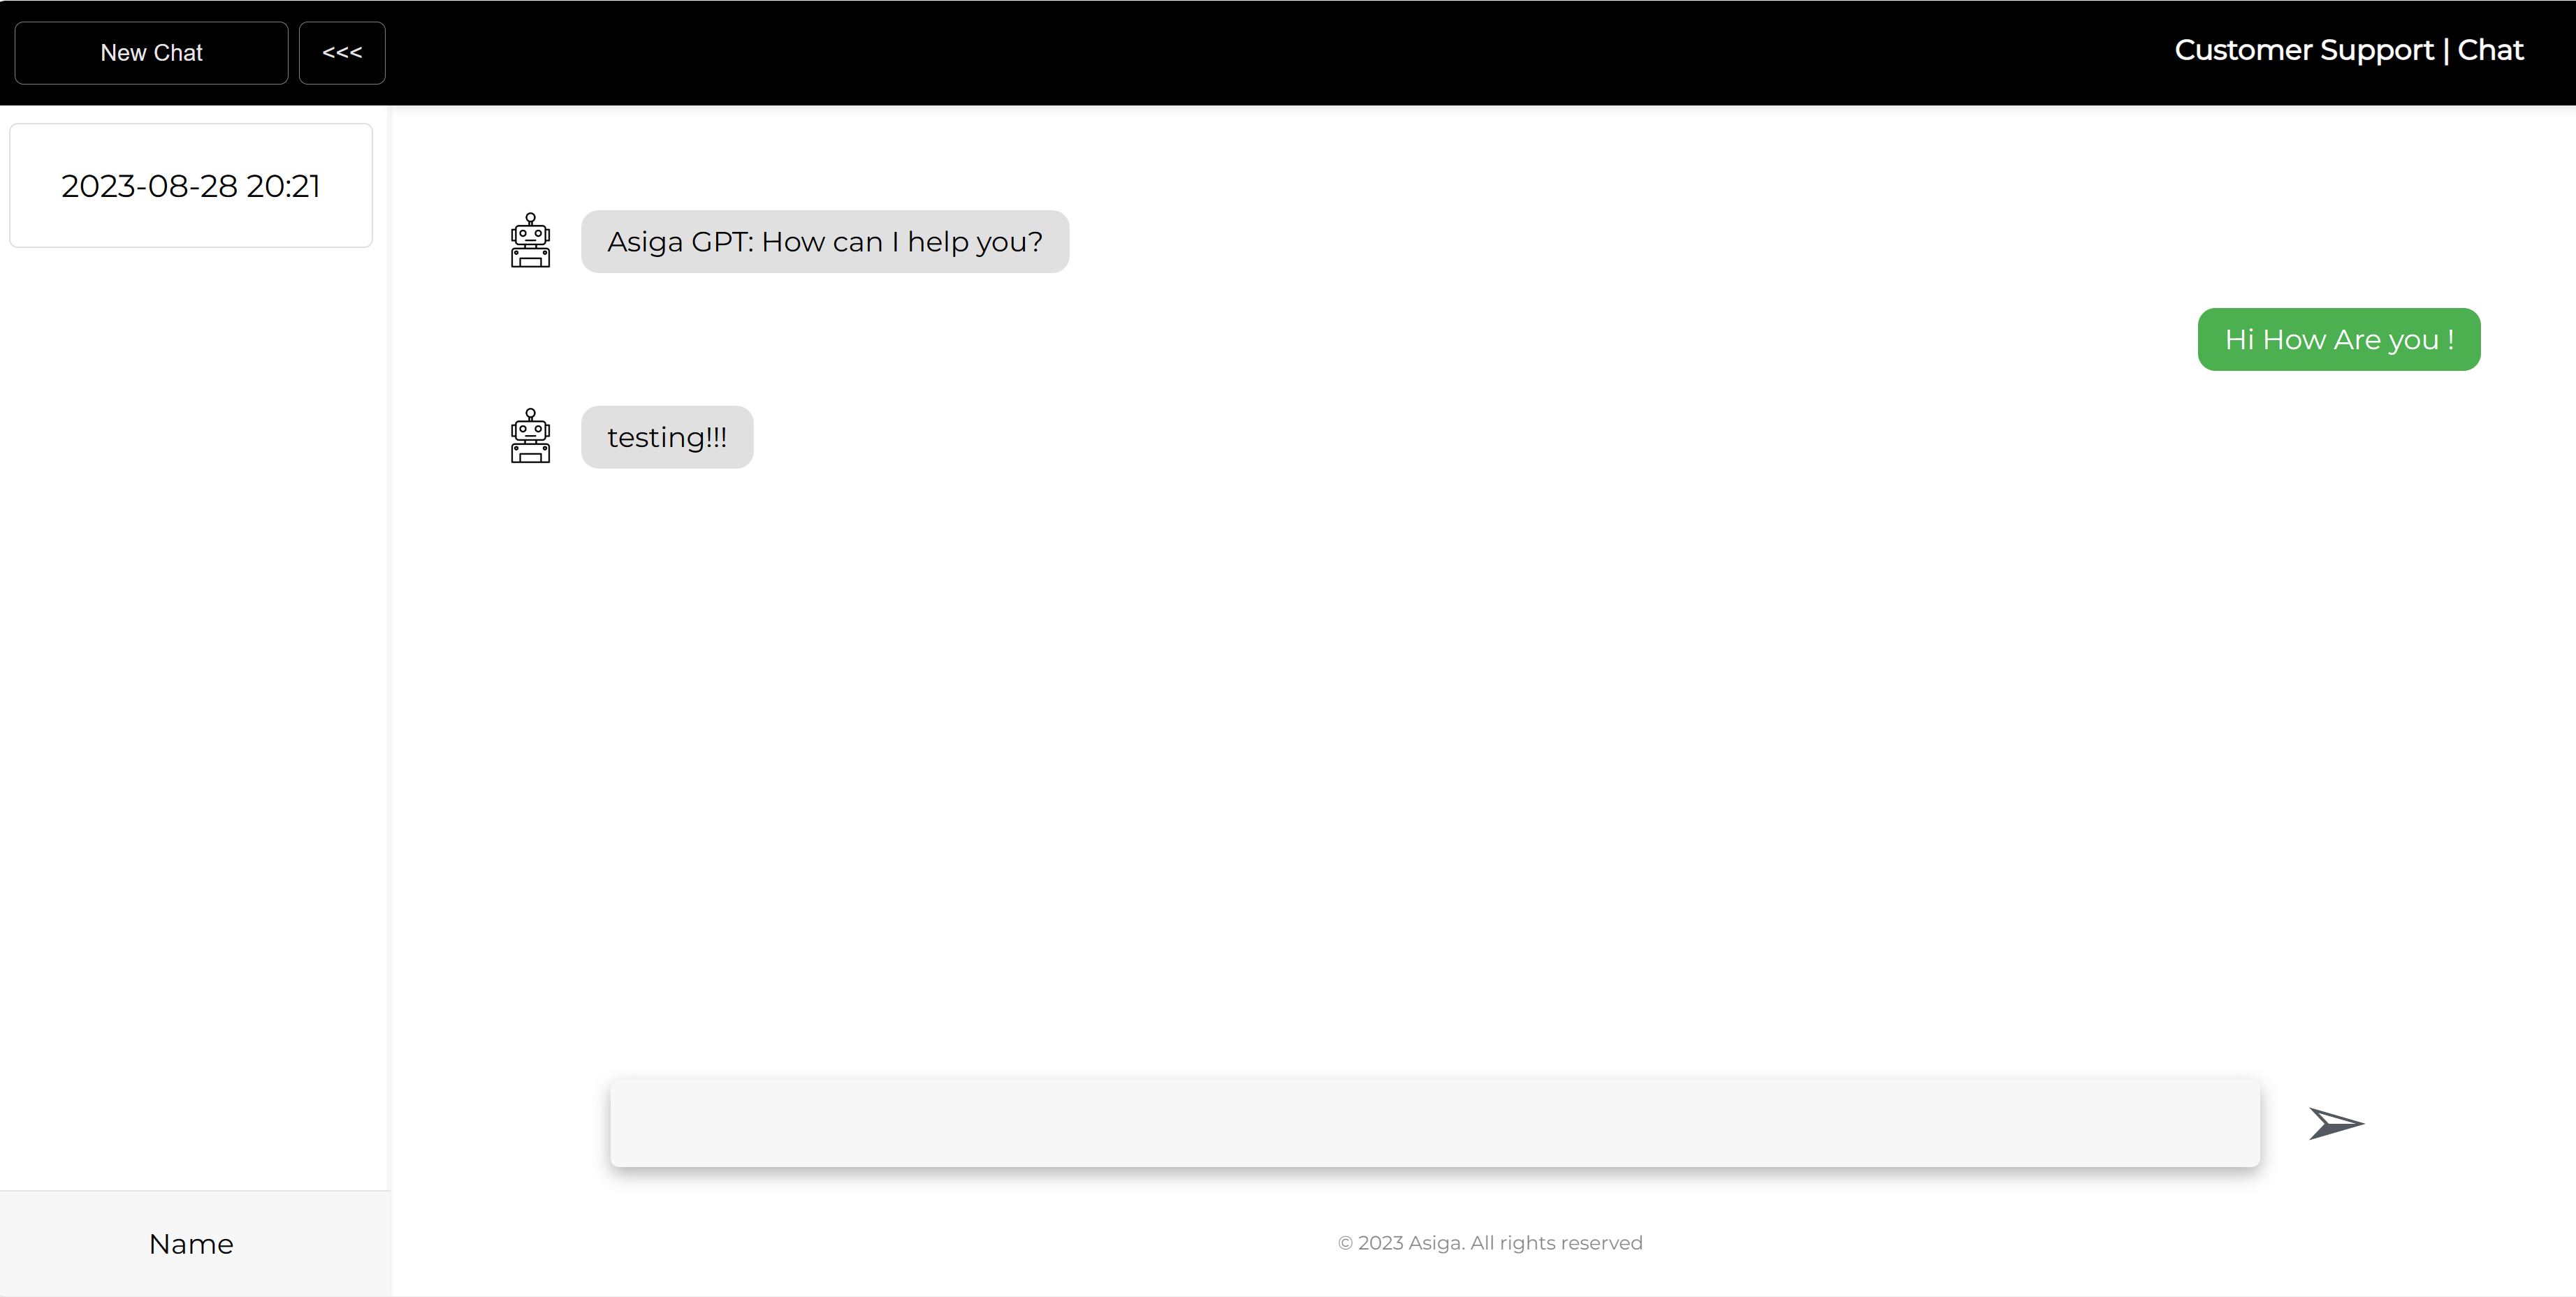 New Chat
<<<
Customer Support | Chat
2023-08-28 20:21
Asiga GPT: How can I help you?
Hi How Are you !
testing!!!
Name
© 2023 Asiga. All rights reserved